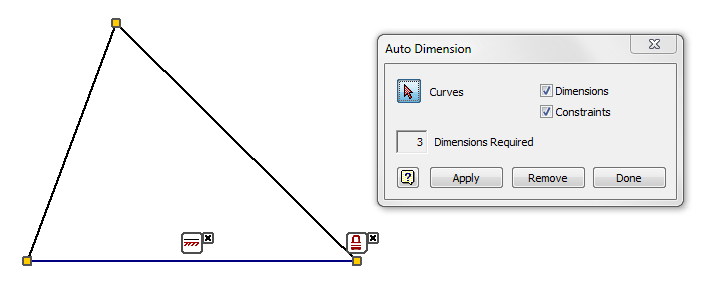 Auto Dimension
Curves
Dimensions
Constraints
3 Dimensions Required
?
Apply Remove Done